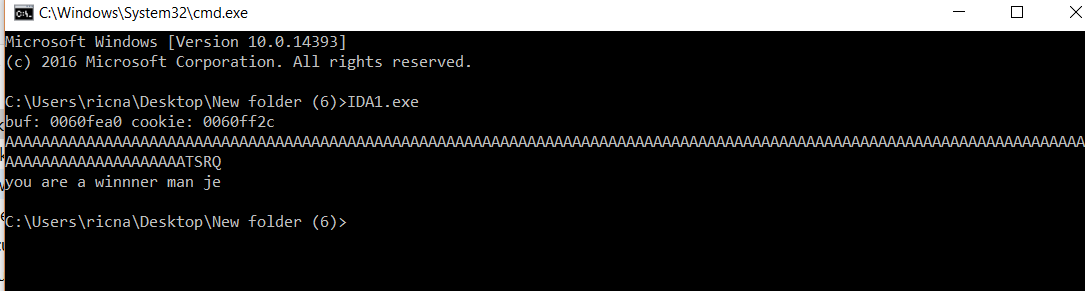 C:\Windows\System32\cmd.exe
Microsoft Windows [Version 10.0.14393]
(c) 2016 Microsoft Corporation. All rights reserved.
C:\Users\ricna\Desktop\New folder (6)>IDA1.exe
buf: 0060fea0 cookie: 0060ff2c
AAAAAAAAAAAAAAAAAAAAAAAAAAAAAAAAAAAAAAAAAAAAAAAAAAAAAAAAAAAAAAAAAAAAAAAAAAAAAAAAAAAAAAAAAAAAAAAAAAAAAAAAAAAAAAAAAAAAAAAA
AAAAAAAAAAAAAAAAAAAATSRQ
you are a winnner man je
C:\Users\ricna\Desktop\New folder (6)>